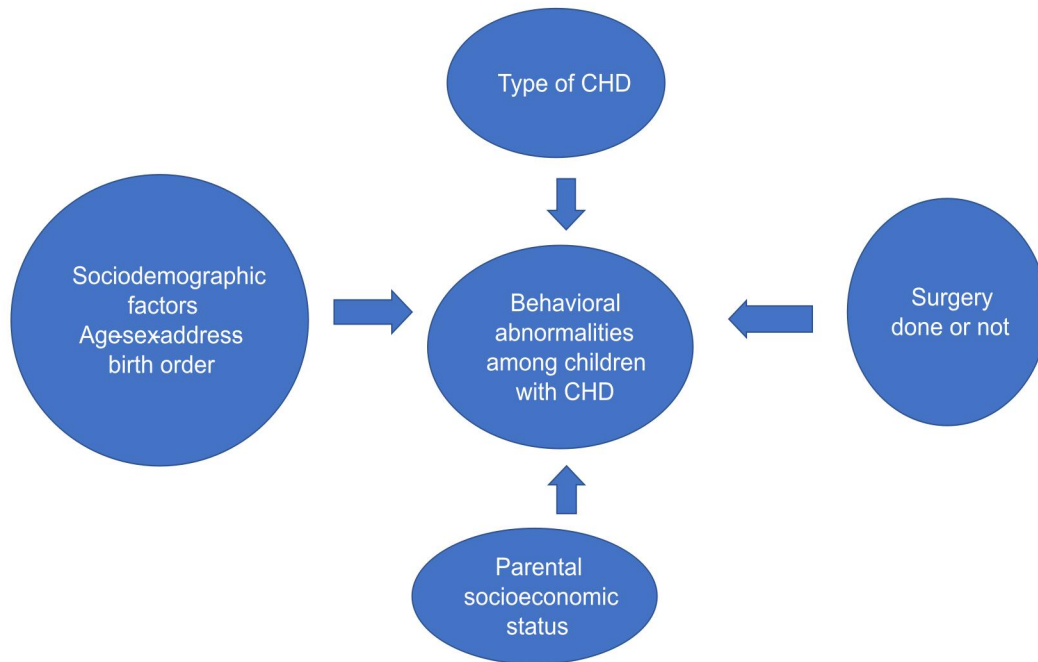 Type of CHD
Sociodemographic
factors
Age-sex-address
birth order
Behavioral
abnormalities
among children
with CHD
Surgery
done or not
Parental
socioeconomic
status